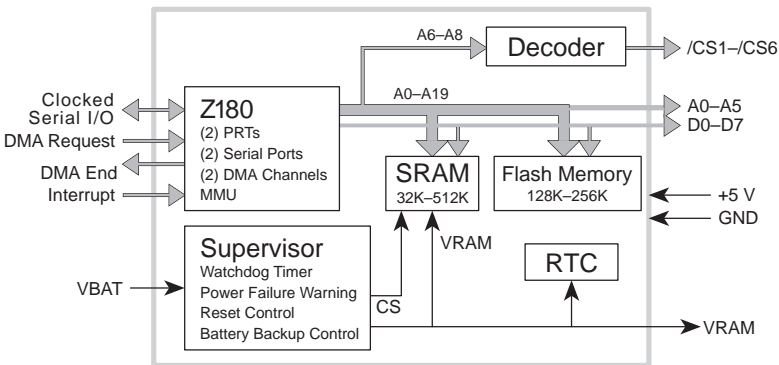 A6–A8
Decoder
/CS1–/CS6
Clocked
Serial I/O
DMA Request
DMA End
Interrupt
Z180
(2) PRTs
(2) Serial Ports
(2) DMA Channels
MMU
A0–A19
A0–A5
D0–D7
SRAM
32K–512K
Flash Memory
128K–256K
+5 V
GND
VBAT
Supervisor
Watchdog Timer
Power Failure Warning
Reset Control
Battery Backup Control
CS
VRAM
RTC
VRAM